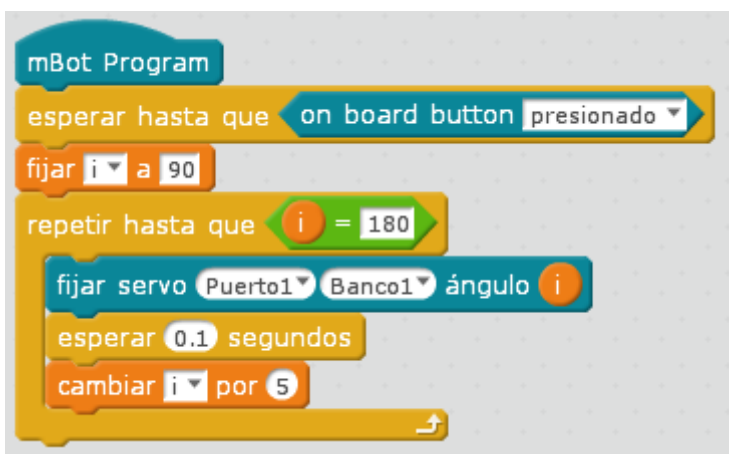 mBot Program
esperar hasta que on board button presionado
fijar i a 90
repetir hasta que i = 180
fijar servo Puerto1 Banco1 ángulo i
esperar 0.1 segundos
cambiar i por 5